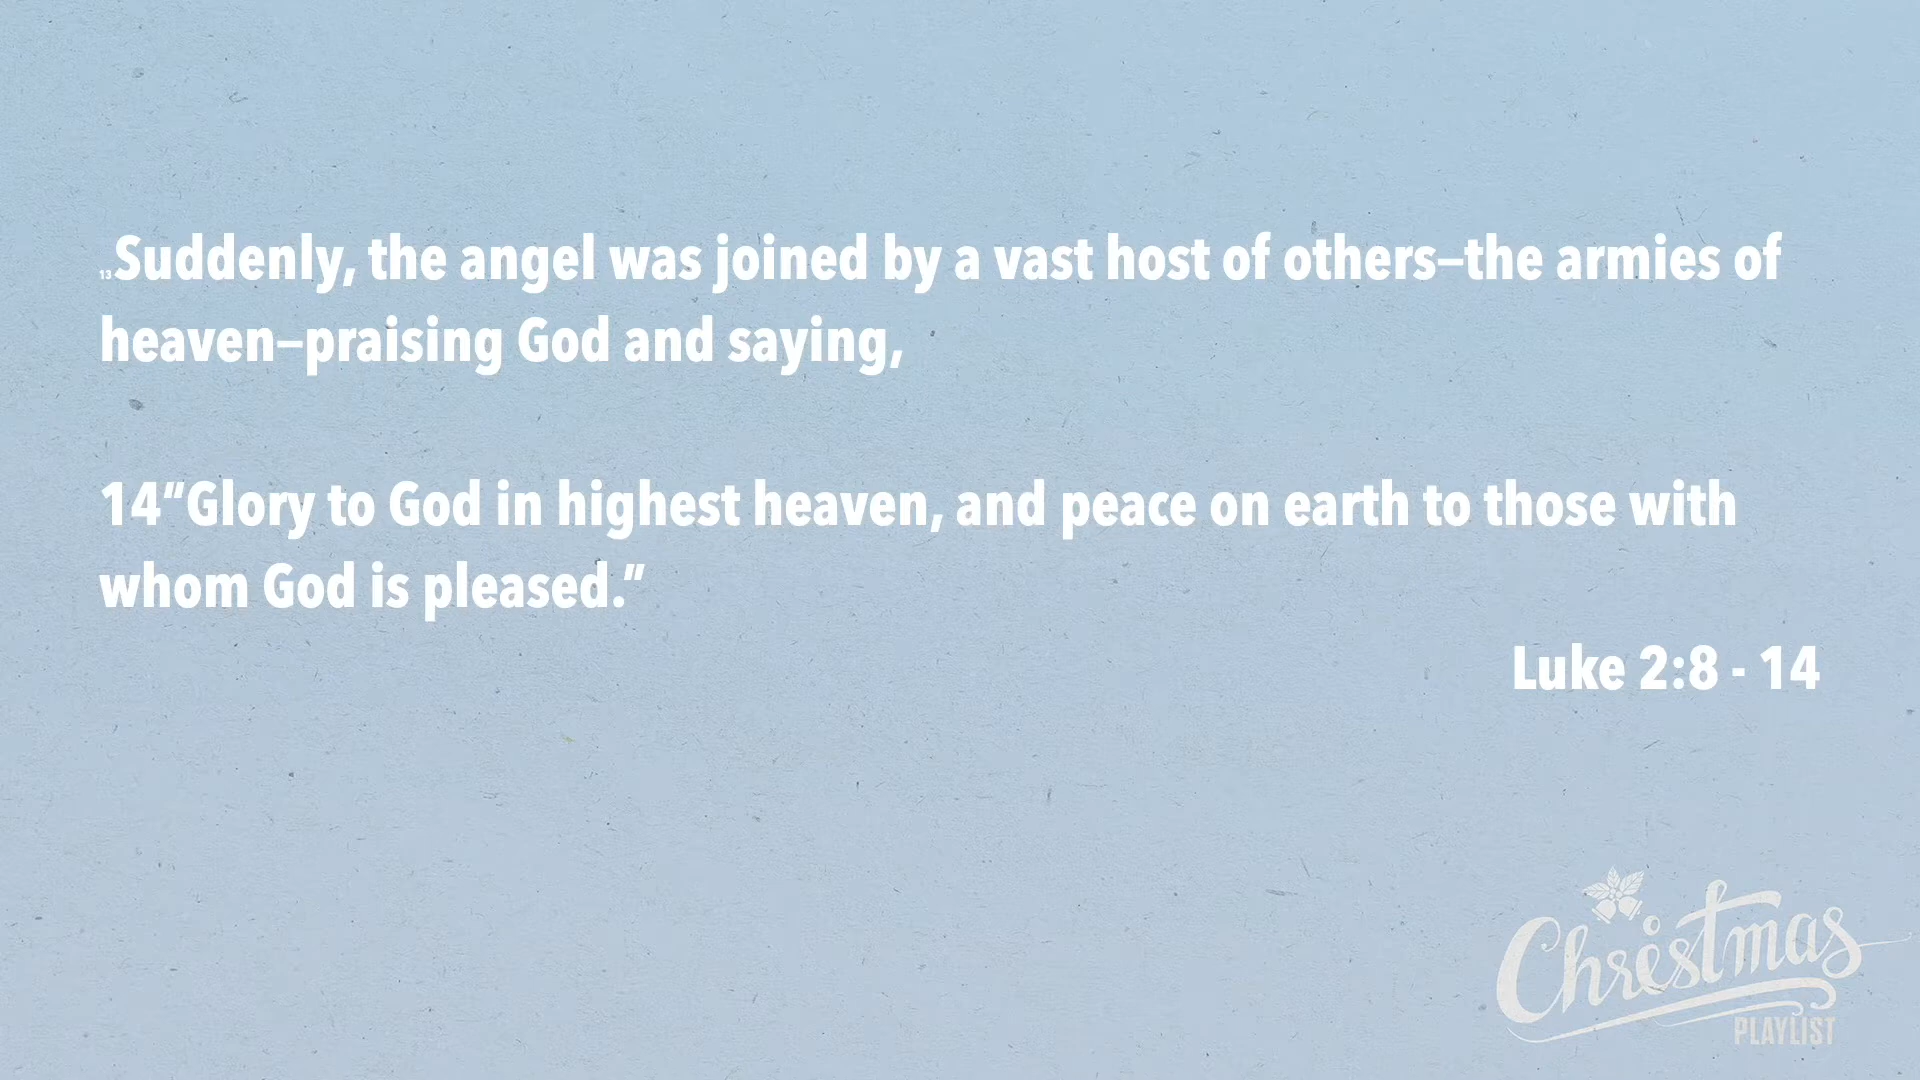 13Suddenly, the angel was joined by a vast host of others—the armies of
heaven—praising God and saying,
14“Glory to God in highest heaven, and peace on earth to those with
whom God is pleased.”
Luke 2:8 - 14
Christmas
PLAYLIST